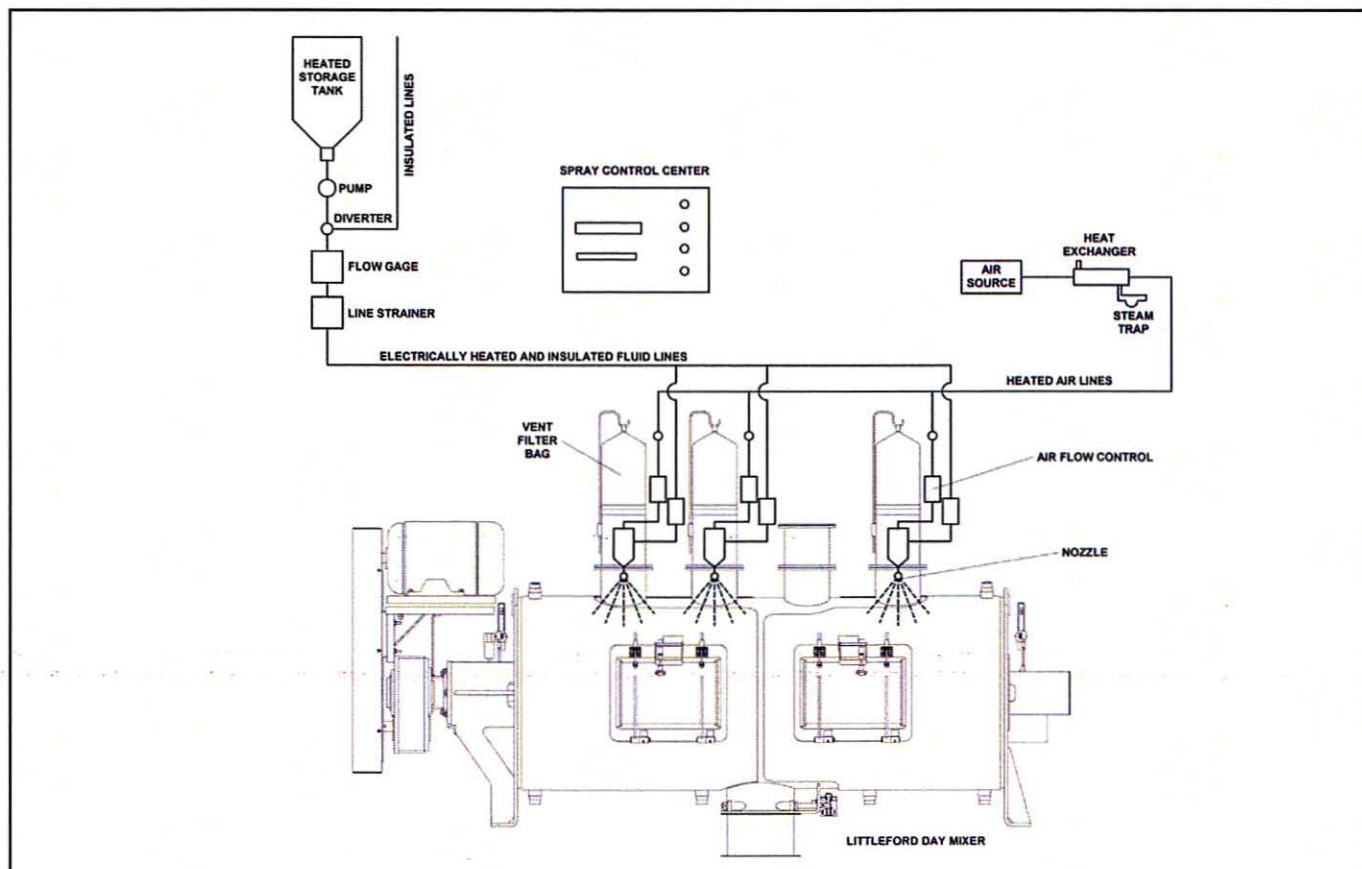 HEATED
STORAGE
TANK
INSULATED LINES
PUMP
DIVERTER
FLOW GAGE
LINE STRAINER
SPRAY CONTROL CENTER
HEAT
EXCHANGER
AIR
SOURCE
STEAM
TRAP
ELECTRICALLY HEATED AND INSULATED FLUID LINES
HEATED AIR LINES
VENT
FILTER
BAG
AIR FLOW CONTROL
NOZZLE
LITTLEFORD DAY MIXER